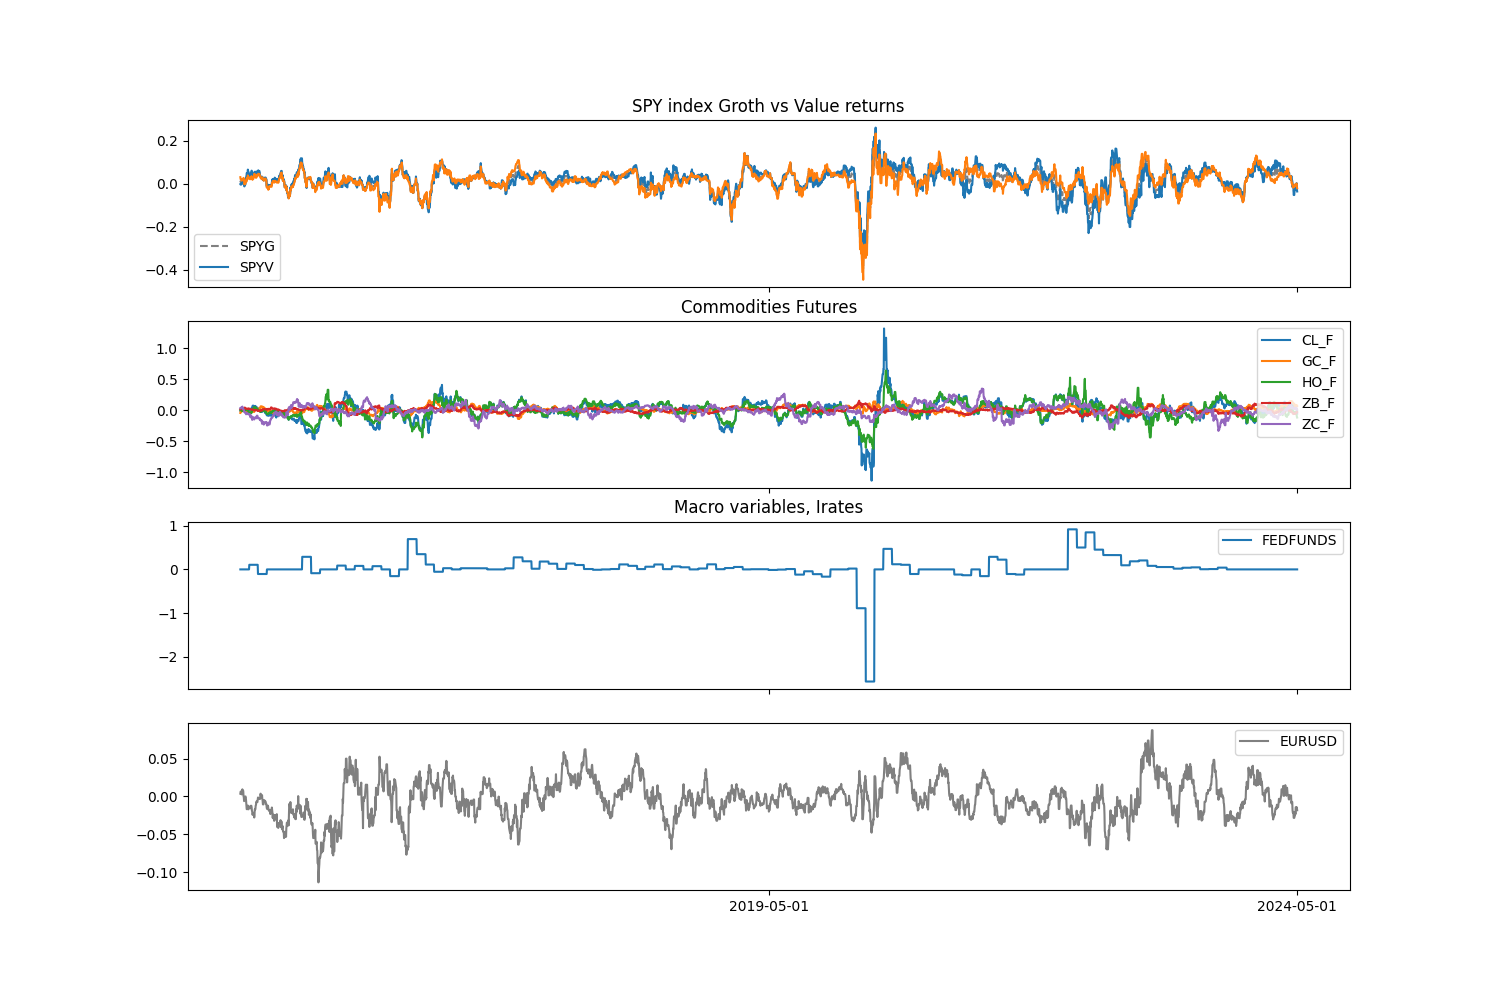 SPY index Groth vs Value returns
0.2
0.0
−0.2
−0.4
SPYG
SPYV
Commodities Futures
1.0
0.5
0.0
−0.5
−1.0
CL_F
GC_F
HO_F
ZB_F
ZC_F
Macro variables, Irates
1
0
−1
−2
FEDFUNDS
0.05
0.00
−0.05
−0.10
EURUSD
2019-05-01
2024-05-01